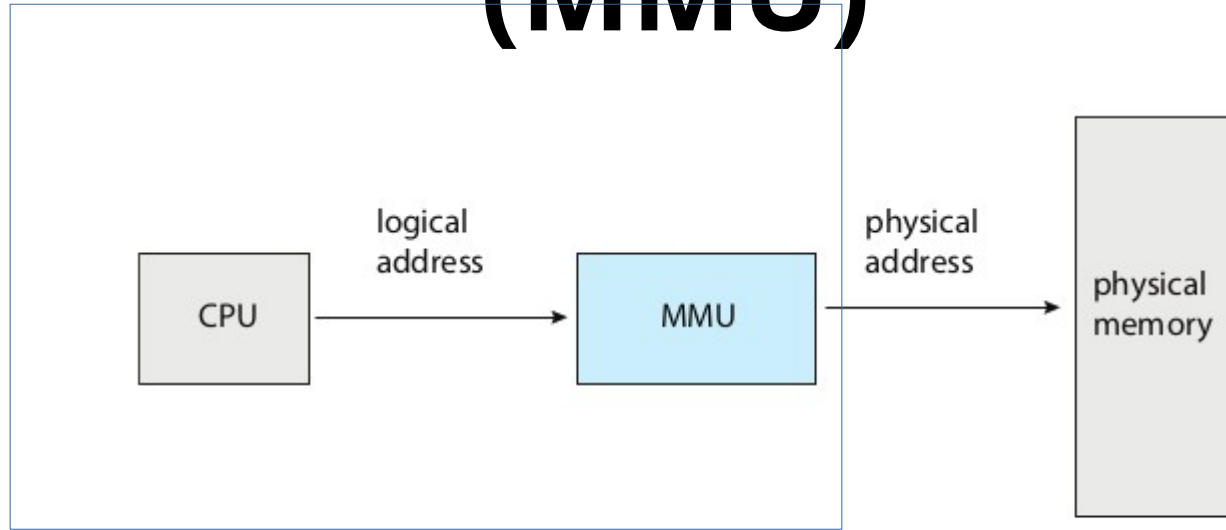 (MMU)
logical
address
physical
address
CPU
MMU
physical
memory